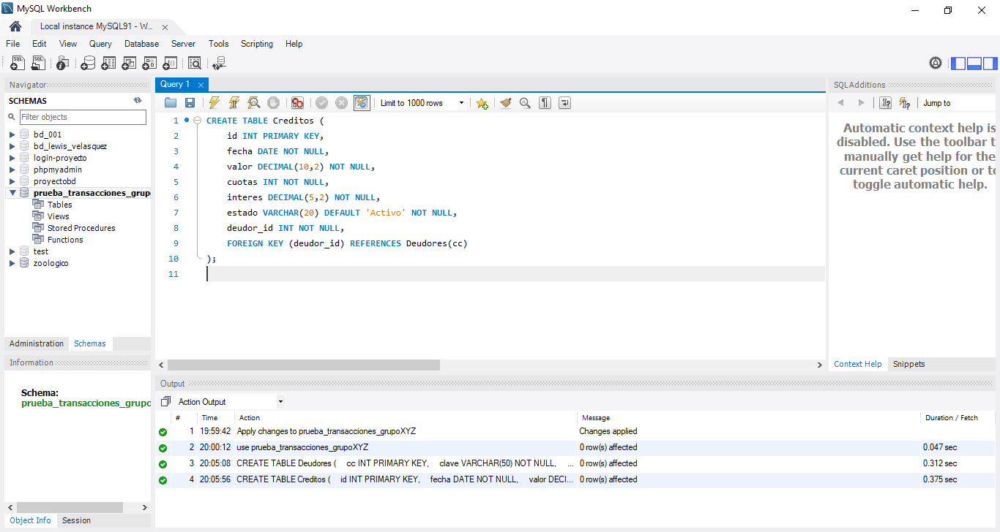 MySQL Workbench
Local instance MySQL91 - W... ×
File Edit View Query Database Server Tools Scripting Help
Navigator
SCHEMAS
Filter objects
bd_001
bd_lewis_velasquez
login-proyecto
phpmyadmin
proyectobd
prueba_transacciones_grup
Tables
Views
Stored Procedures
Functions
test
zoologico
Administration Schemas
Information
Schema:
prueba_transacciones_grupo
Object Info Session
Query 1 ×
Limit to 1000 rows
1 CREATE TABLE Creditos (
2 id INT PRIMARY KEY,
3 fecha DATE NOT NULL,
4 valor DECIMAL(10,2) NOT NULL,
5 cuotas INT NOT NULL,
6 interes DECIMAL(5,2) NOT NULL,
7 estado VARCHAR(20) DEFAULT 'Activo' NOT NULL,
8 deudor_id INT NOT NULL,
9 FOREIGN KEY (deudor_id) REFERENCES Deudores(cc)
10 );
11
SQLAdditions
Jump to
Automatic context help is
disabled. Use the toolbar t
manually get help for the
current caret position or to
toggle automatic help.
Context Help Snippets
Output
Action Output
# Time Action Message Duration / Fetch
1 19:59:42 Apply changes to prueba_transacciones_grupoXYZ Changes applied
2 20:00:12 use prueba_transacciones_grupoXYZ 0 row(s) affected 0.047 sec
3 20:05:08 CREATE TABLE Deudores ( cc INT PRIMARY KEY, clave VARCHAR(50) NOT NULL, ... 0 row(s) affected 0.312 sec
4 20:05:56 CREATE TABLE Creditos ( id INT PRIMARY KEY, fecha DATE NOT NULL, valor DECI... 0 row(s) affected 0.375 sec